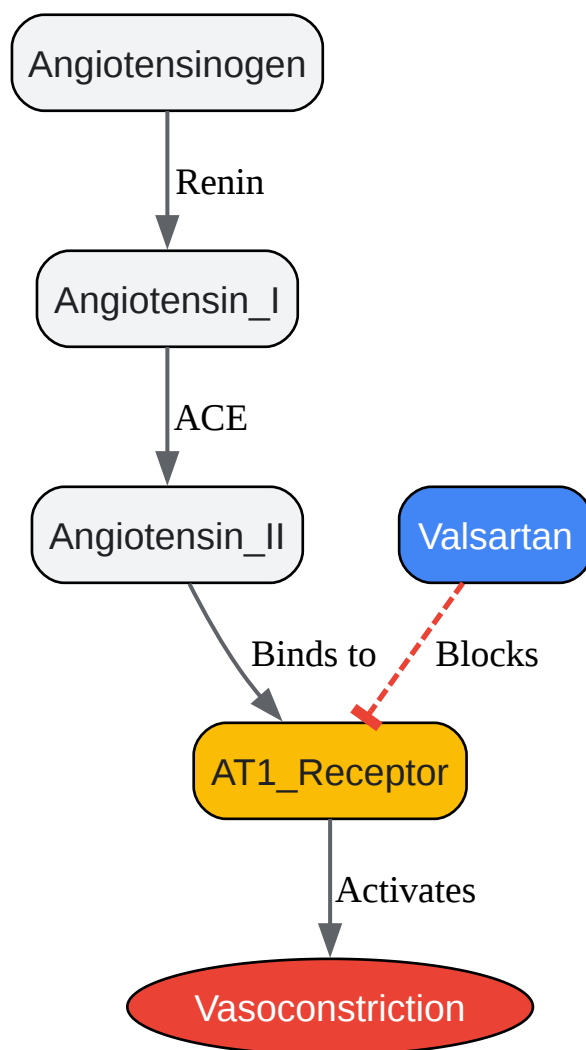 Angiotensinogen
Renin
Angiotensin_I
ACE
Angiotensin_II
Valsartan
Binds to
Blocks
AT1_Receptor
Activates
Vasoconstriction